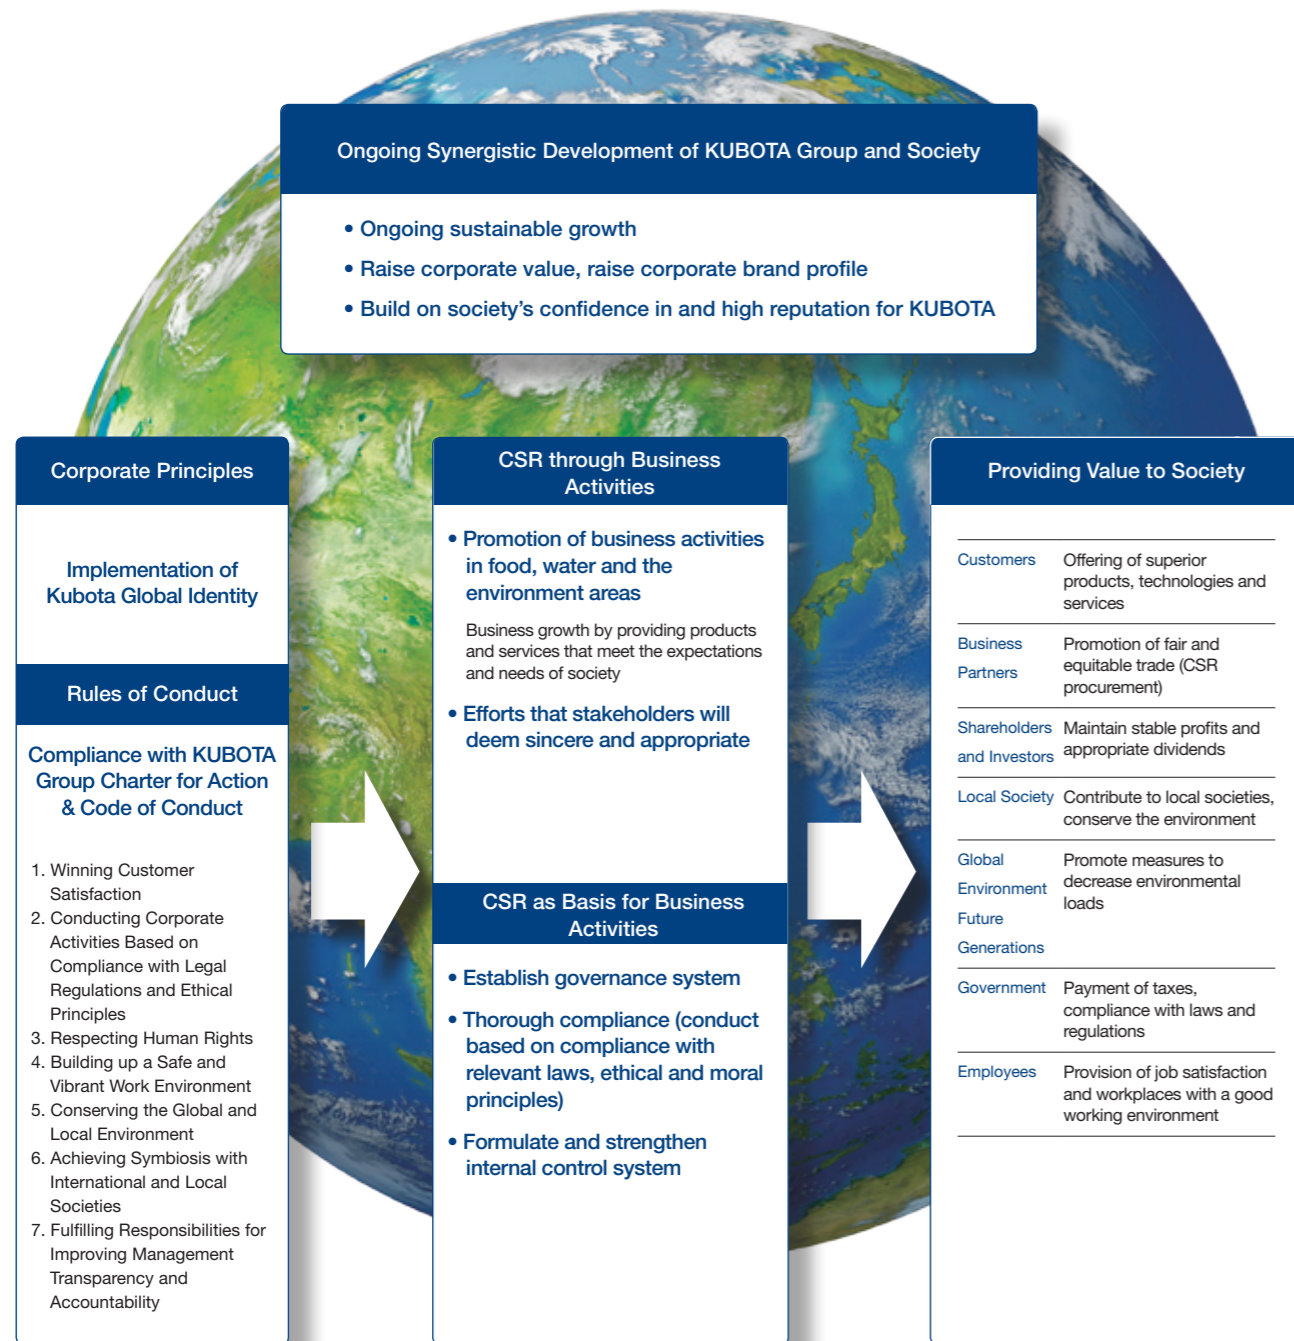 Ongoing Synergistic Development of KUBOTA Group and Society
• Ongoing sustainable growth
• Raise corporate value, raise corporate brand profile
• Build on society's confidence in and high reputation for KUBOTA
Corporate Principles
Implementation of
Kubota Global Identity
Rules of Conduct
Compliance with KUBOTA
Group Charter for Action
& Code of Conduct
1. Winning Customer
Satisfaction
2. Conducting Corporate
Activities Based on
Compliance with Legal
Regulations and Ethical
Principles
3. Respecting Human Rights
4. Building up a Safe and
Vibrant Work Environment
5. Conserving the Global and
Local Environment
6. Achieving Symbiosis with
International and Local
Societies
7. Fulfilling Responsibilities for
Improving Management
Transparency and
Accountability
CSR through Business
Activities
• Promotion of business activities
in food, water and the
environment areas
Business growth by providing products
and services that meet the expectations
and needs of society
• Efforts that stakeholders will
deem sincere and appropriate
CSR as Basis for Business
Activities
• Establish governance system
• Thorough compliance (conduct
based on compliance with
relevant laws, ethical and moral
principles)
• Formulate and strengthen
internal control system
Providing Value to Society
Customers
Offering of superior
products, technologies and
services
Business
Partners
Promotion of fair and
equitable trade (CSR
procurement)
Shareholders
and Investors
Maintain stable profits and
appropriate dividends
Local Society
Contribute to local societies,
conserve the environment
Global
Environment
Future
Generations
Promote measures to
decrease environmental
loads
Government
Payment of taxes,
compliance with laws and
regulations
Employees
Provision of job satisfaction
and workplaces with a good
working environment